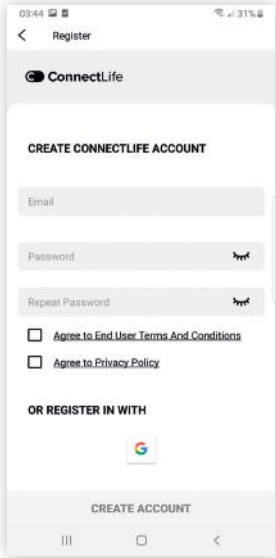 03:44 31%
Register
ConnectLife
CREATE CONNECTLIFE ACCOUNT
Email
Password
Repeat Password
Agree to End User Terms And Conditions
Agree to Privacy Policy
OR REGISTER IN WITH
G
CREATE ACCOUNT